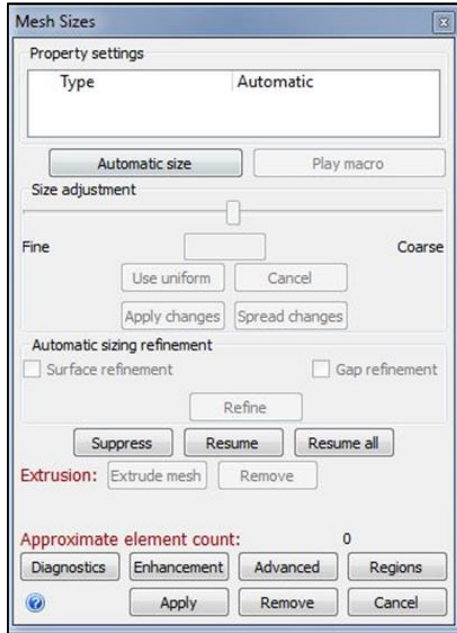 Mesh Sizes
Property settings
Type Automatic
Automatic size Play macro
Size adjustment
Fine Coarse
Use uniform Cancel
Apply changes Spread changes
Automatic sizing refinement
Surface refinement Gap refinement
Refine
Suppress Resume Resume all
Extrusion: Extrude mesh Remove
Approximate element count: 0
Diagnostics Enhancement Advanced Regions
? Apply Remove Cancel